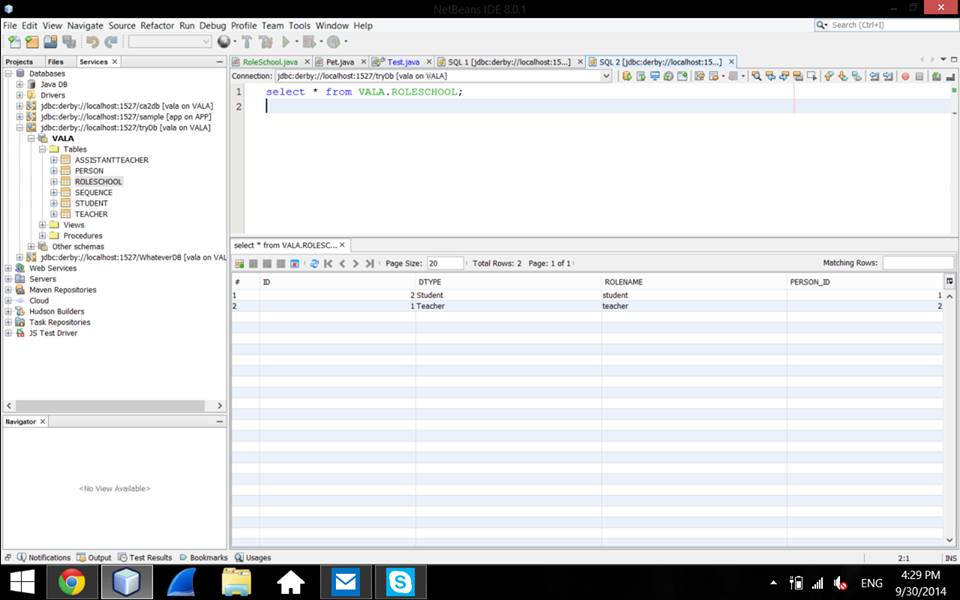 NetBeans IDE 8.0.1
File Edit View Navigate Source Refactor Run Debug Profile Team Tools Window Help
Search (Ctrl+I)
Projects Files Services
RoleSchool.java Pet.java Test.java SQL 1 [jdbc:derby://localhost:15...] SQL 2 [jdbc:derby://localhost:15...]
Connection: jdbc:derby://localhost:1527/tryDb [vala on VALA]
Databases
Java DB
Drivers
jdbc:derby://localhost:1527/ca2db [vala on VALA]
jdbc:derby://localhost:1527/sample [app on APP]
jdbc:derby://localhost:1527/tryDb [vala on VALA]
VALA
Tables
ASSISTANTTEACHER
PERSON
ROLESCHOOL
SEQUENCE
STUDENT
TEACHER
Views
Procedures
Other schemas
jdbc:derby://localhost:1527/WhateverDB [vala on VAL
Web Services
Servers
Maven Repositories
Cloud
Hudson Builders
Task Repositories
JS Test Driver
1 select * from VALA.ROLESCHOOL;
2
select * from VALA.ROLESC...
Page Size: 20 Total Rows: 2 Page: 1 of 1 Matching Rows:
# ID DTYPE ROLENAME PERSON_ID
1 2 Student student 1
2 1 Teacher teacher 2
Navigator
<No View Available>
Notifications Output Test Results Bookmarks Usages
2:1 INS
ENG
4:29 PM
9/30/2014